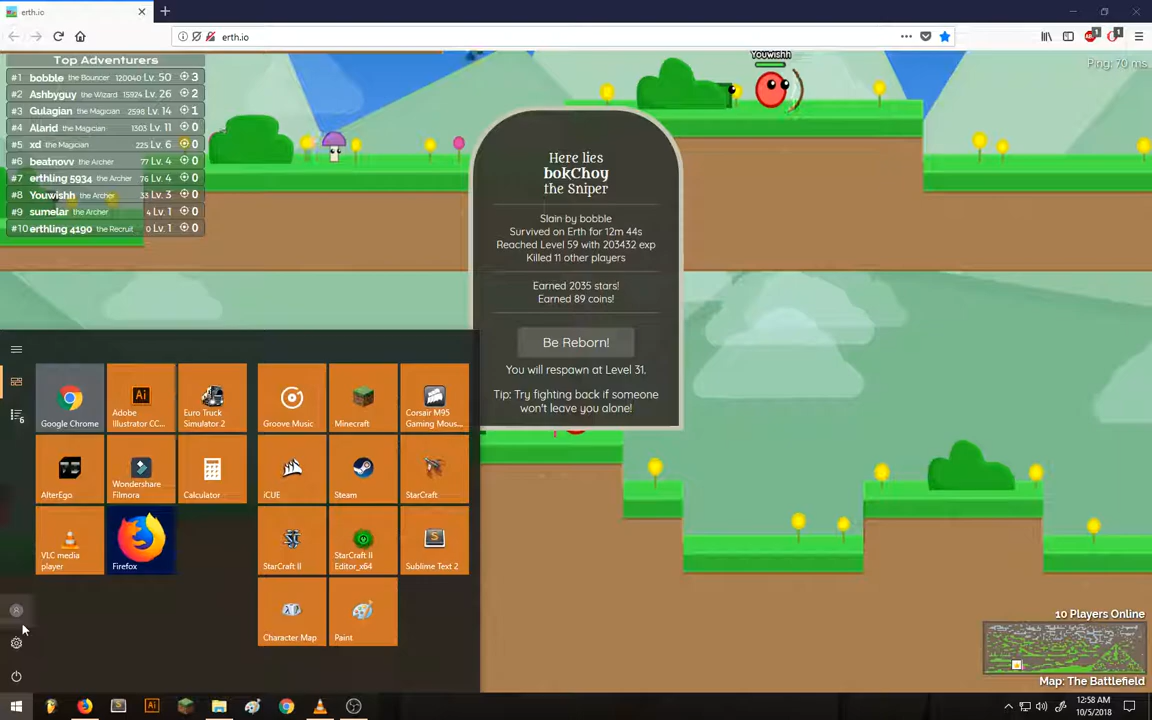 erth.io
erth.io
Top Adventurers
#1 bobble the Bouncer 120040 Lv. 50 3
#2 Ashbyguy the Wizard 15924 Lv. 26 2
#3 Gulagian the Magician 2598 Lv. 14 1
#4 Alarid the Magician 1303 Lv. 11 0
#5 xd the Magician 225 Lv. 6 0
#6 beatnovv the Archer 77 Lv. 4 0
#7 erthling 5934 the Archer 76 Lv. 4 0
#8 Youwishh the Archer 33 Lv. 3 0
#9 sumelar the Archer 4 Lv. 1 0
#10 erthling 4190 the Recruit 0 Lv. 1 0
Youwishh
Ping: 70 ms
Here lies
bokChoy
the Sniper
Slain by bobble
Survived on Erth for 12m 44s
Reached Level 59 with 203432 exp
Killed 11 other players
Earned 2035 stars!
Earned 89 coins!
Be Reborn!
You will respawn at Level 31.
Tip: Try fighting back if someone
won't leave you alone!
Google Chrome
Adobe
Illustrator CC...
Euro Truck
Simulator 2
Groove Music
Minecraft
Corsair M95
Gaming Mous...
AlterEgo
Wondershare
Filmora
Calculator
iCUE
Steam
StarCraft
VLC media
player
Firefox
StarCraft II
StarCraft II
Editor_x64
Sublime Text 2
Character Map
Paint
10 Players Online
Map: The Battlefield
12:58 AM
10/5/2018